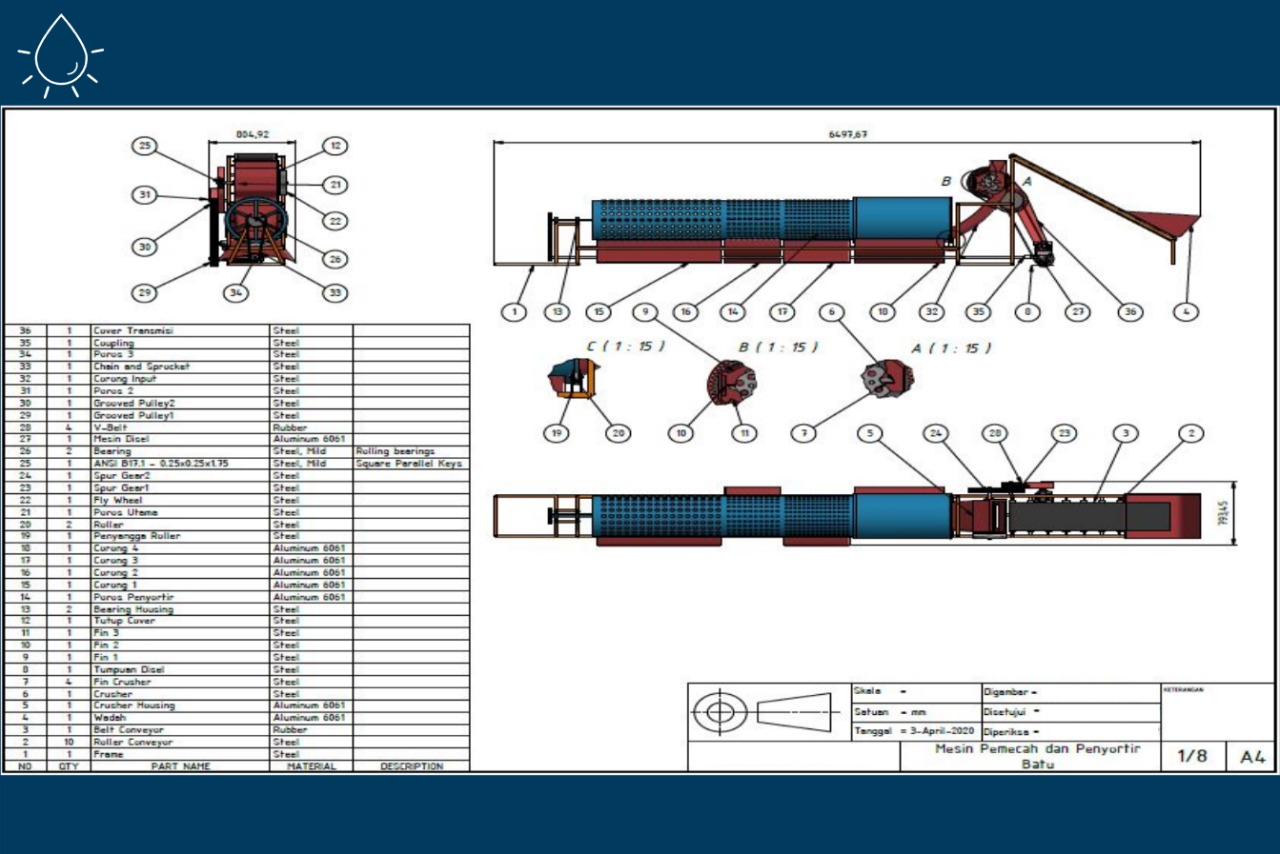 804,92
25
12
31
21
22
30
26
29
34
33
6497,67
B
A
1
13
15
9
16
14
17
6
18
32
35
8
27
36
4
C ( 1 : 15 )
B ( 1 : 15 )
A ( 1 : 15 )
19
20
10
11
7
5
24
28
23
3
2
793,45
36 1 Cover Transmisi Steel
35 1 Coupling Steel
34 1 Poros 3 Steel
33 1 Chain and Sprocket Steel
32 1 Corong Input Steel
31 1 Poros 2 Steel
30 1 Grooved Pulley2 Steel
29 1 Grooved Pulley1 Steel
28 4 V-Belt Rubber
27 1 Mesin Disel Aluminum 6061
26 2 Bearing Steel, Mild Rolling bearings
25 1 ANSI B17.1 - 0.25x0.25x1.75 Steel, Mild Square Parallel Keys
24 1 Spur Gear2 Steel
23 1 Spur Gear1 Steel
22 1 Fly Wheel Steel
21 1 Poros Utama Steel
20 2 Roller Steel
19 1 Penyangga Roller Steel
18 1 Corong 4 Aluminum 6061
17 1 Corong 3 Aluminum 6061
16 1 Corong 2 Aluminum 6061
15 1 Corong 1 Aluminum 6061
14 1 Poros Penyortir Aluminum 6061
13 2 Bearing Housing Steel
12 1 Tutup Cover Steel
11 1 Fin 3 Steel
10 1 Fin 2 Steel
9 1 Fin 1 Steel
8 1 Tumpuan Disel Steel
7 4 Fin Crusher Steel
6 1 Crusher Steel
5 1 Crusher Housing Aluminum 6061
4 1 Wadah Aluminum 6061
3 1 Belt Conveyor Rubber
2 10 Roller Conveyor Steel
1 1 Frame Steel
NO QTY PART NAME MATERIAL DESCRIPTION
Skala -
Digambar -
KETERANGAN
Satuan - mm
Disetujui -
Tanggal = 3-April-2020
Diperiksa -
Mesin Pemecah dan Penyortir
Batu
1/8
A4